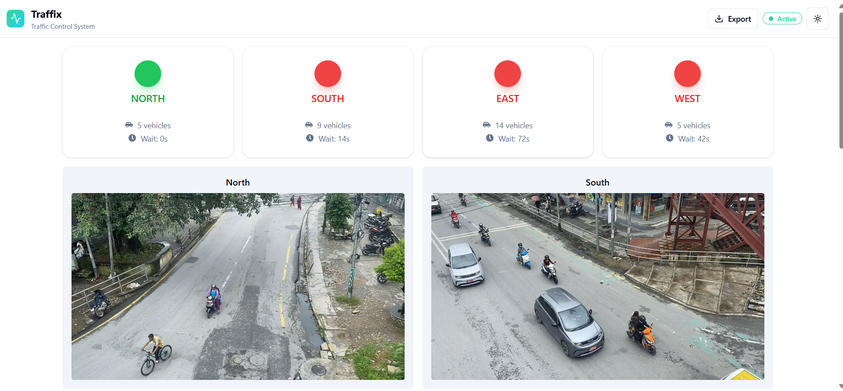 Traffix
Traffic Control System
Export
Active
NORTH
5 vehicles
Wait: 0s
SOUTH
9 vehicles
Wait: 14s
EAST
14 vehicles
Wait: 72s
WEST
5 vehicles
Wait: 42s
North
South